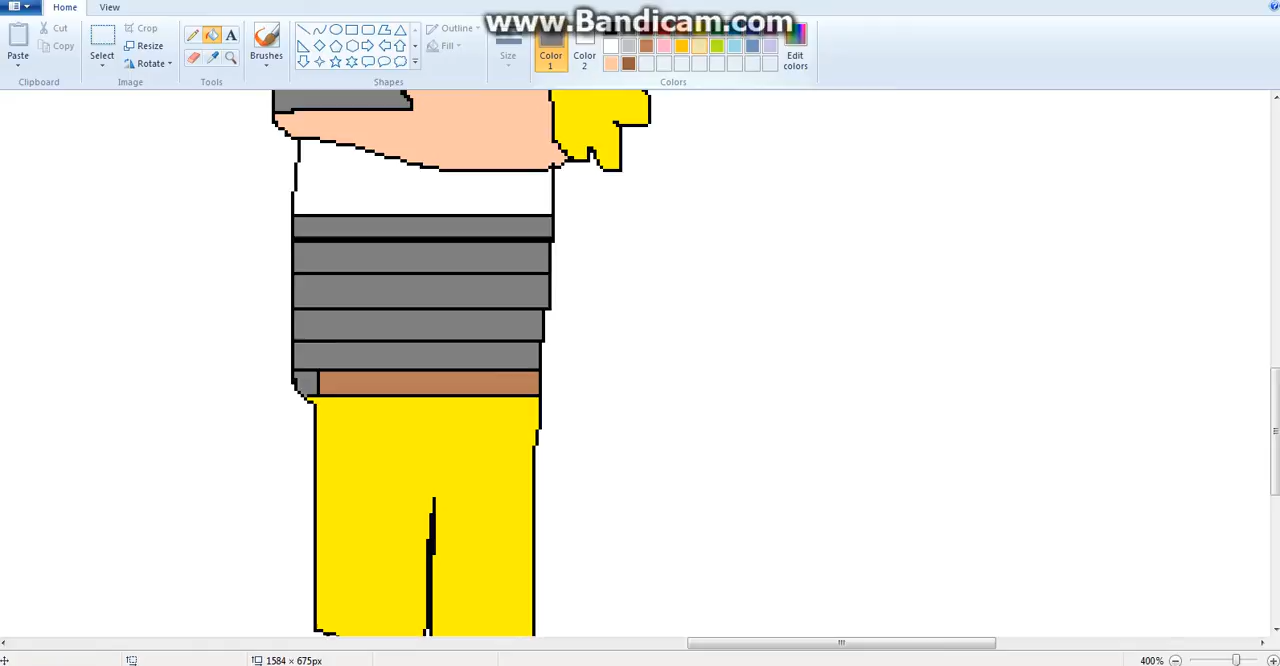 www.Bandicam.com
Home View
Paste
Cut
Copy
Clipboard
Select
Crop
Resize
Rotate
Image
Tools
Brushes
Shapes
Outline
Fill
Size
Color
1
Color
2
Edit
colors
Colors
1584 × 675px
400%